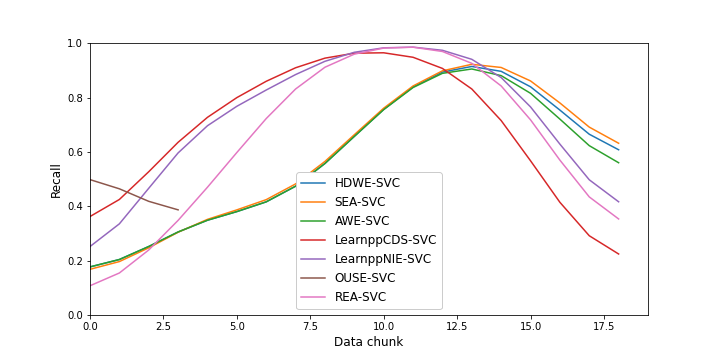 1.0
0.8
0.6
0.4
0.2
0.0
Recall
HDWE-SVC
SEA-SVC
AWE-SVC
LearnppCDS-SVC
LearnppNIE-SVC
OUSE-SVC
REA-SVC
0.0 2.5 5.0 7.5 10.0 12.5 15.0 17.5
Data chunk